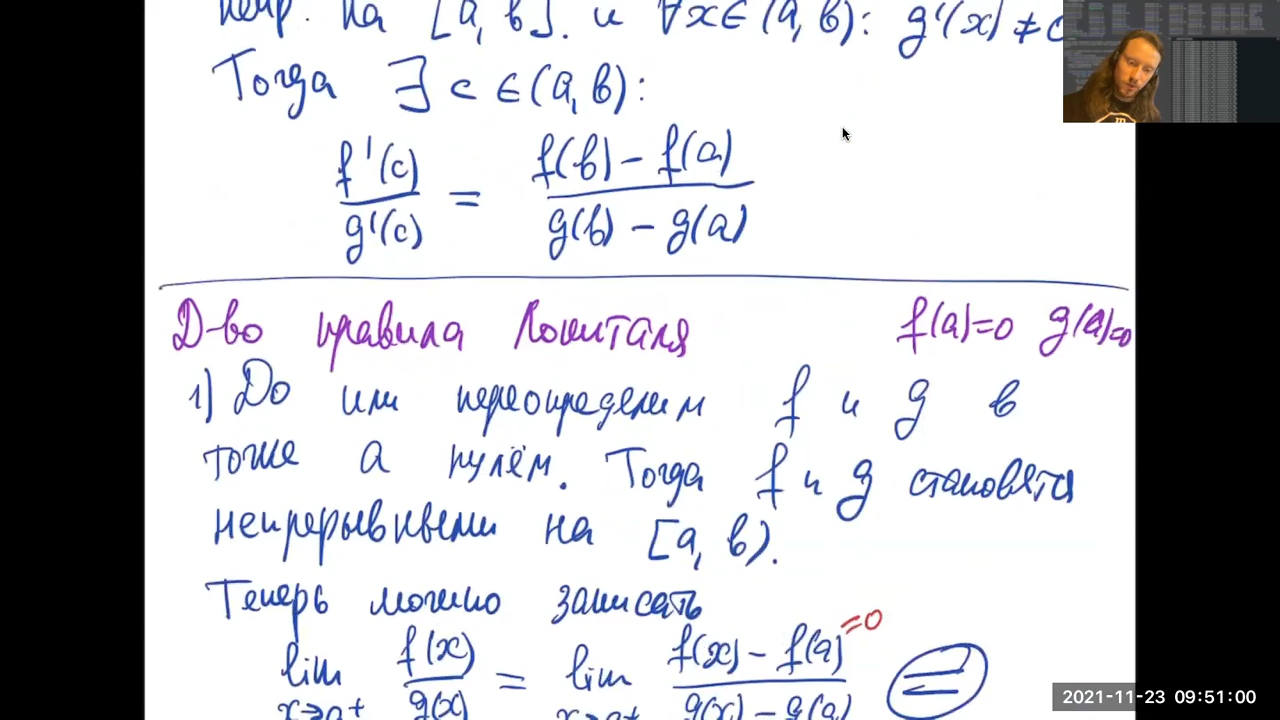 непр. на [a, в]. и ∀x∈(a, в): g'(x) ≠ 0
Тогда ∃ c ∈(a, в):
f'(c)/g'(c) = f(в) − f(a)/g(в) − g(a)
Д-во правила Лопиталя f(a)=0 g(a)=0
1) До или переопределим f и g в
точке a нулём. Тогда f и g становятся
непрерывными на [a, в).
Теперь можно записать
lim x→a+ f(x)/g(x) = lim x→a+ f(x) − f(a)/g(x) − g(a) =0 =
2021-11-23 09:51:00